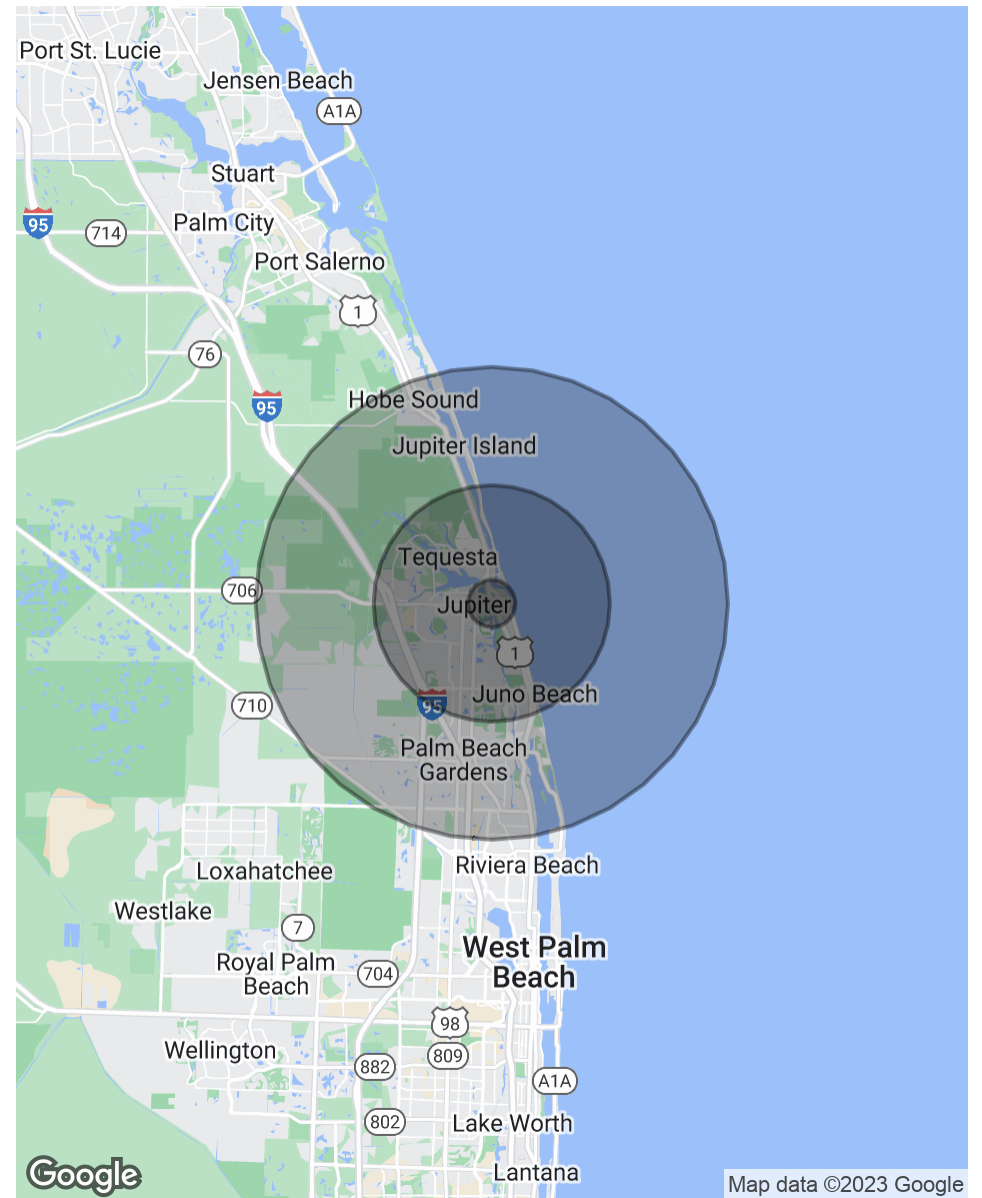 Port St. Lucie
Jensen Beach
A1A
Stuart
95
714
Palm City
Port Salerno
1
76
95
Hobe Sound
Jupiter Island
Tequesta
706
Jupiter
1
Juno Beach
95
710
Palm Beach
Gardens
Riviera Beach
Loxahatchee
Westlake
7
West Palm
Beach
Royal Palm
Beach
704
98
Wellington
809
882
A1A
802
Lake Worth
Lantana
Google
Map data ©2023 Google